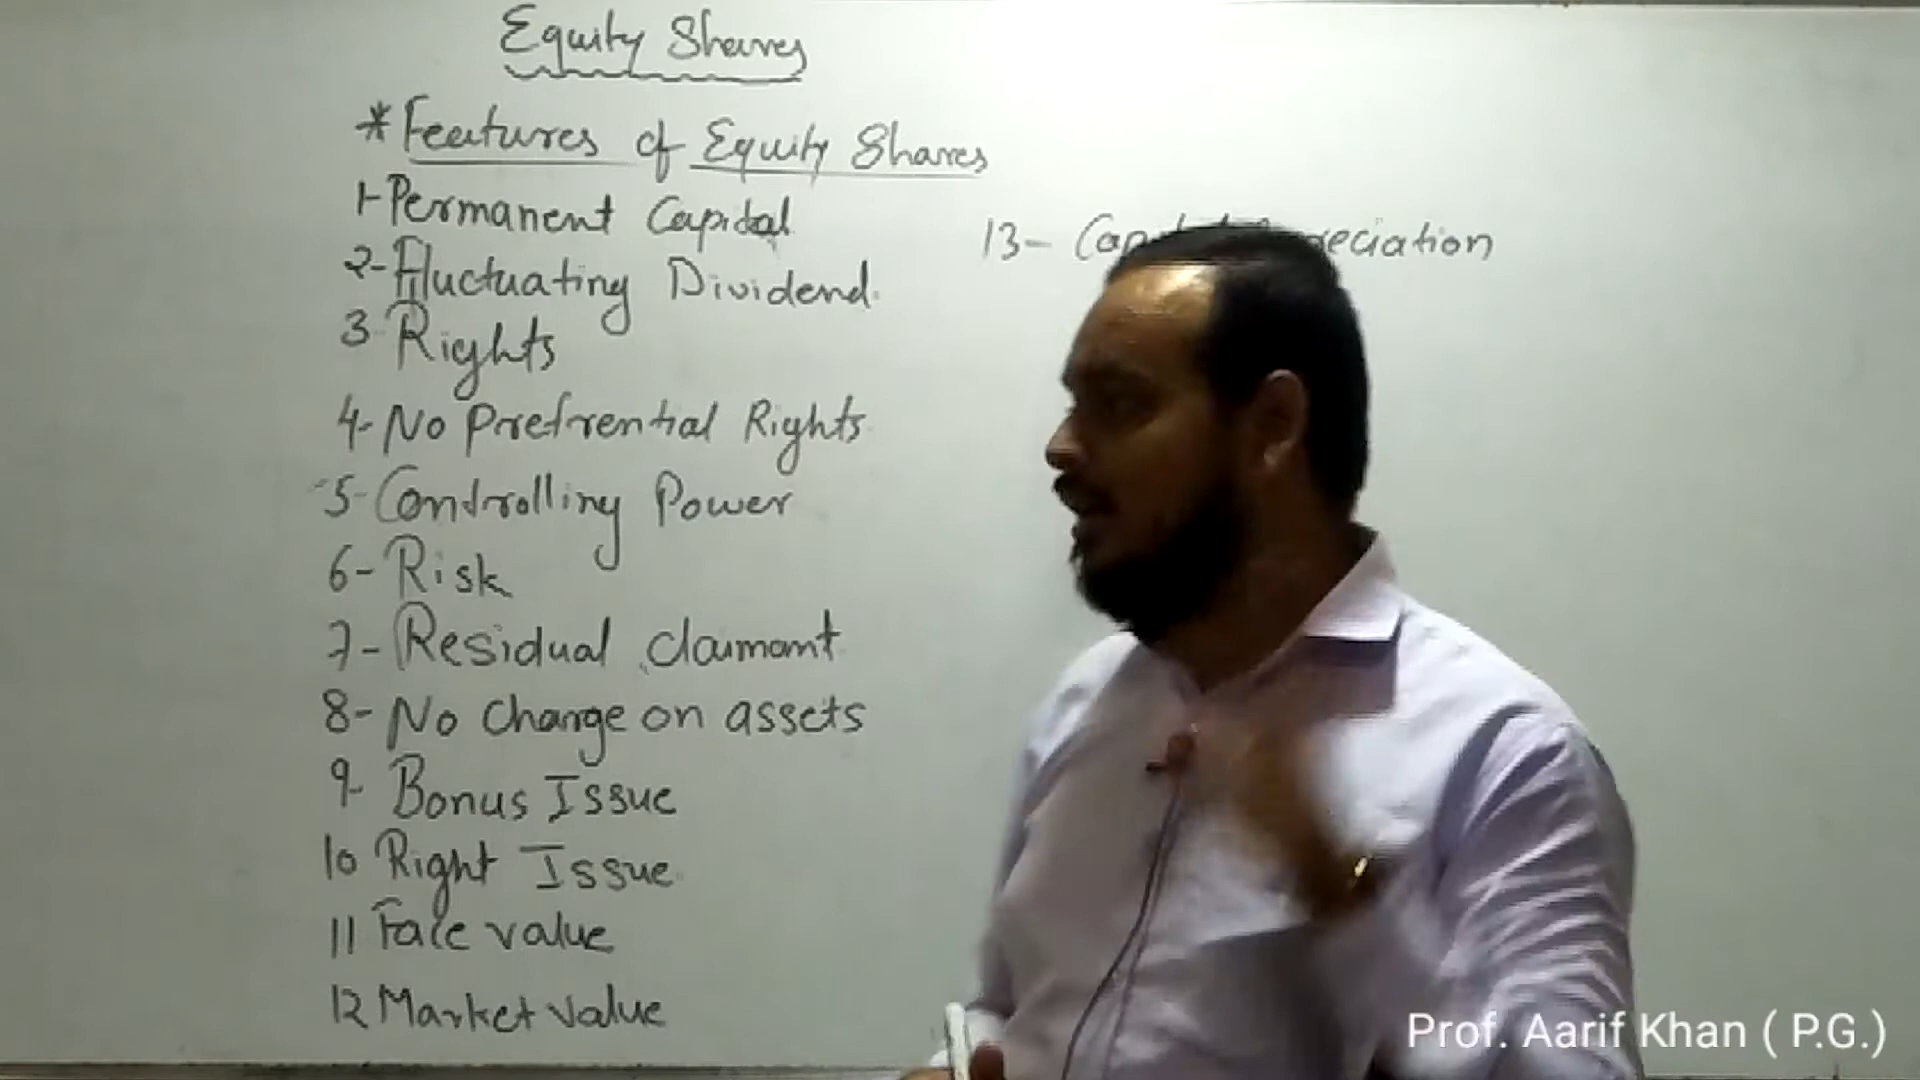 Equity Shares
*Features of Equity Shares
1-Permanent Capital
2-Fluctuating Dividend.
3-Rights
4-No Prefrential Rights
5-Controlling Power
6-Risk
7-Residual claimant
8-No Charge on assets
9-Bonus Issue
10 Right Issue
11 Face value
12 Market value
13-
Prof. Aarif Khan ( P.G.)